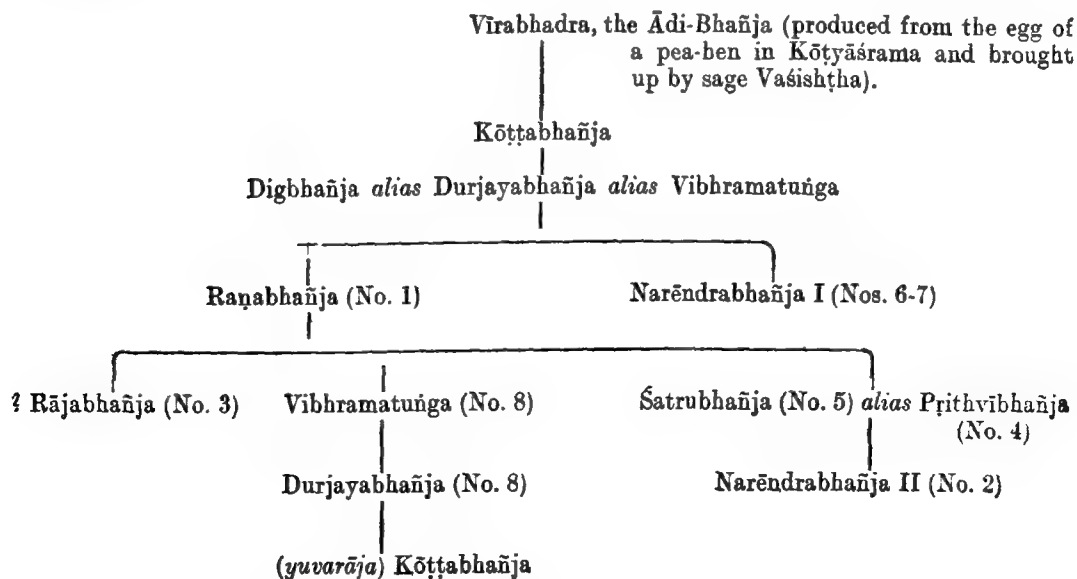 Vīrabhadra, the Ādi-Bhañja (produced from the egg of
a pea-hen in Kōṭyāśrama and brought
up by sage Vaśishṭha).
Kōṭṭabhañja
Digbhañja alias Durjayabhañja alias Vibhramatuṅga
Raṇabhañja (No. 1) Narēndrabhañja I (Nos. 6-7)
? Rājabhañja (No. 3) Vibhramatuṅga (No. 8) Śatrubhañja (No. 5) alias Pṛithvībhañja
(No. 4)
Durjayabhañja (No. 8) Narēndrabhañja II (No. 2)
(yuvarāja) Kōṭṭabhañja